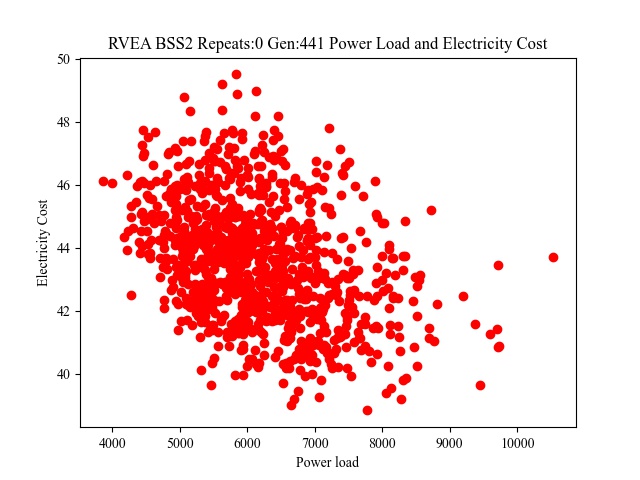 RVEA BSS2 Repeats:0 Gen:441 Power Load and Electricity Cost
50
48
46
44
42
40
Electricity Cost
4000 5000 6000 7000 8000 9000 10000
Power load